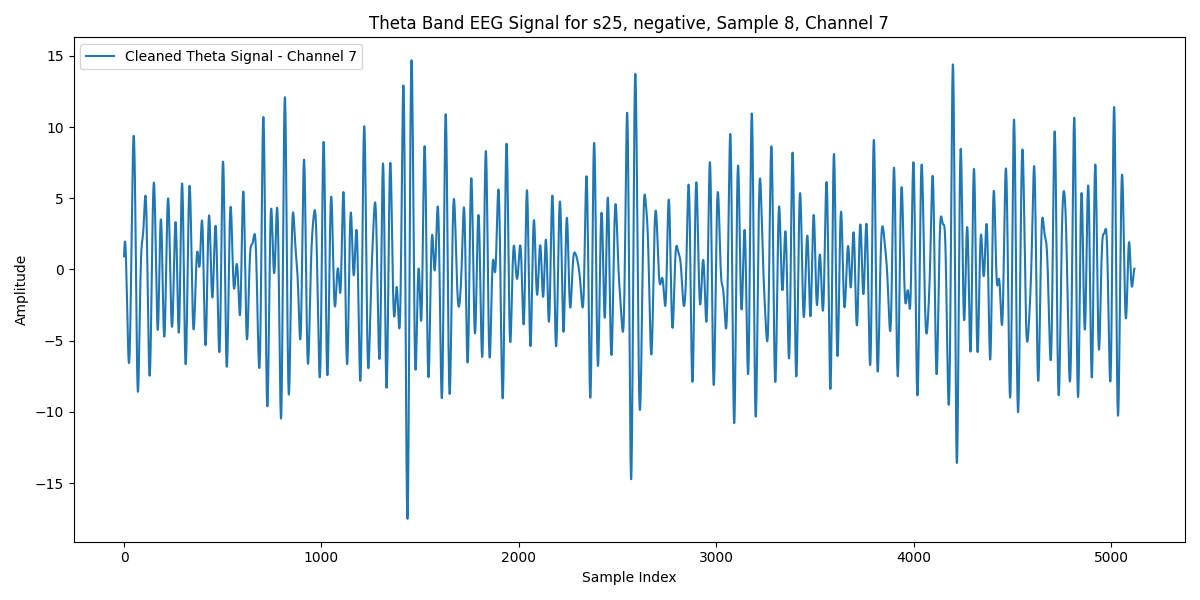 Theta Band EEG Signal for s25, negative, Sample 8, Channel 7
Cleaned Theta Signal - Channel 7
15
10
5
0
−5
−10
−15
Amplitude
0 1000 2000 3000 4000 5000
Sample Index